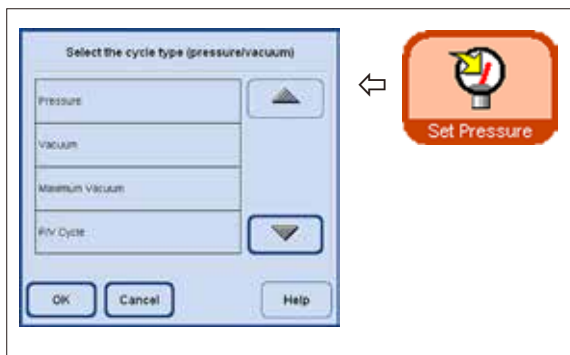 Select the cycle type (pressure/vacuum)
Pressure
Vacuum
Maximum Vacuum
P/V Cycle
OK
Cancel
Help
Set Pressure